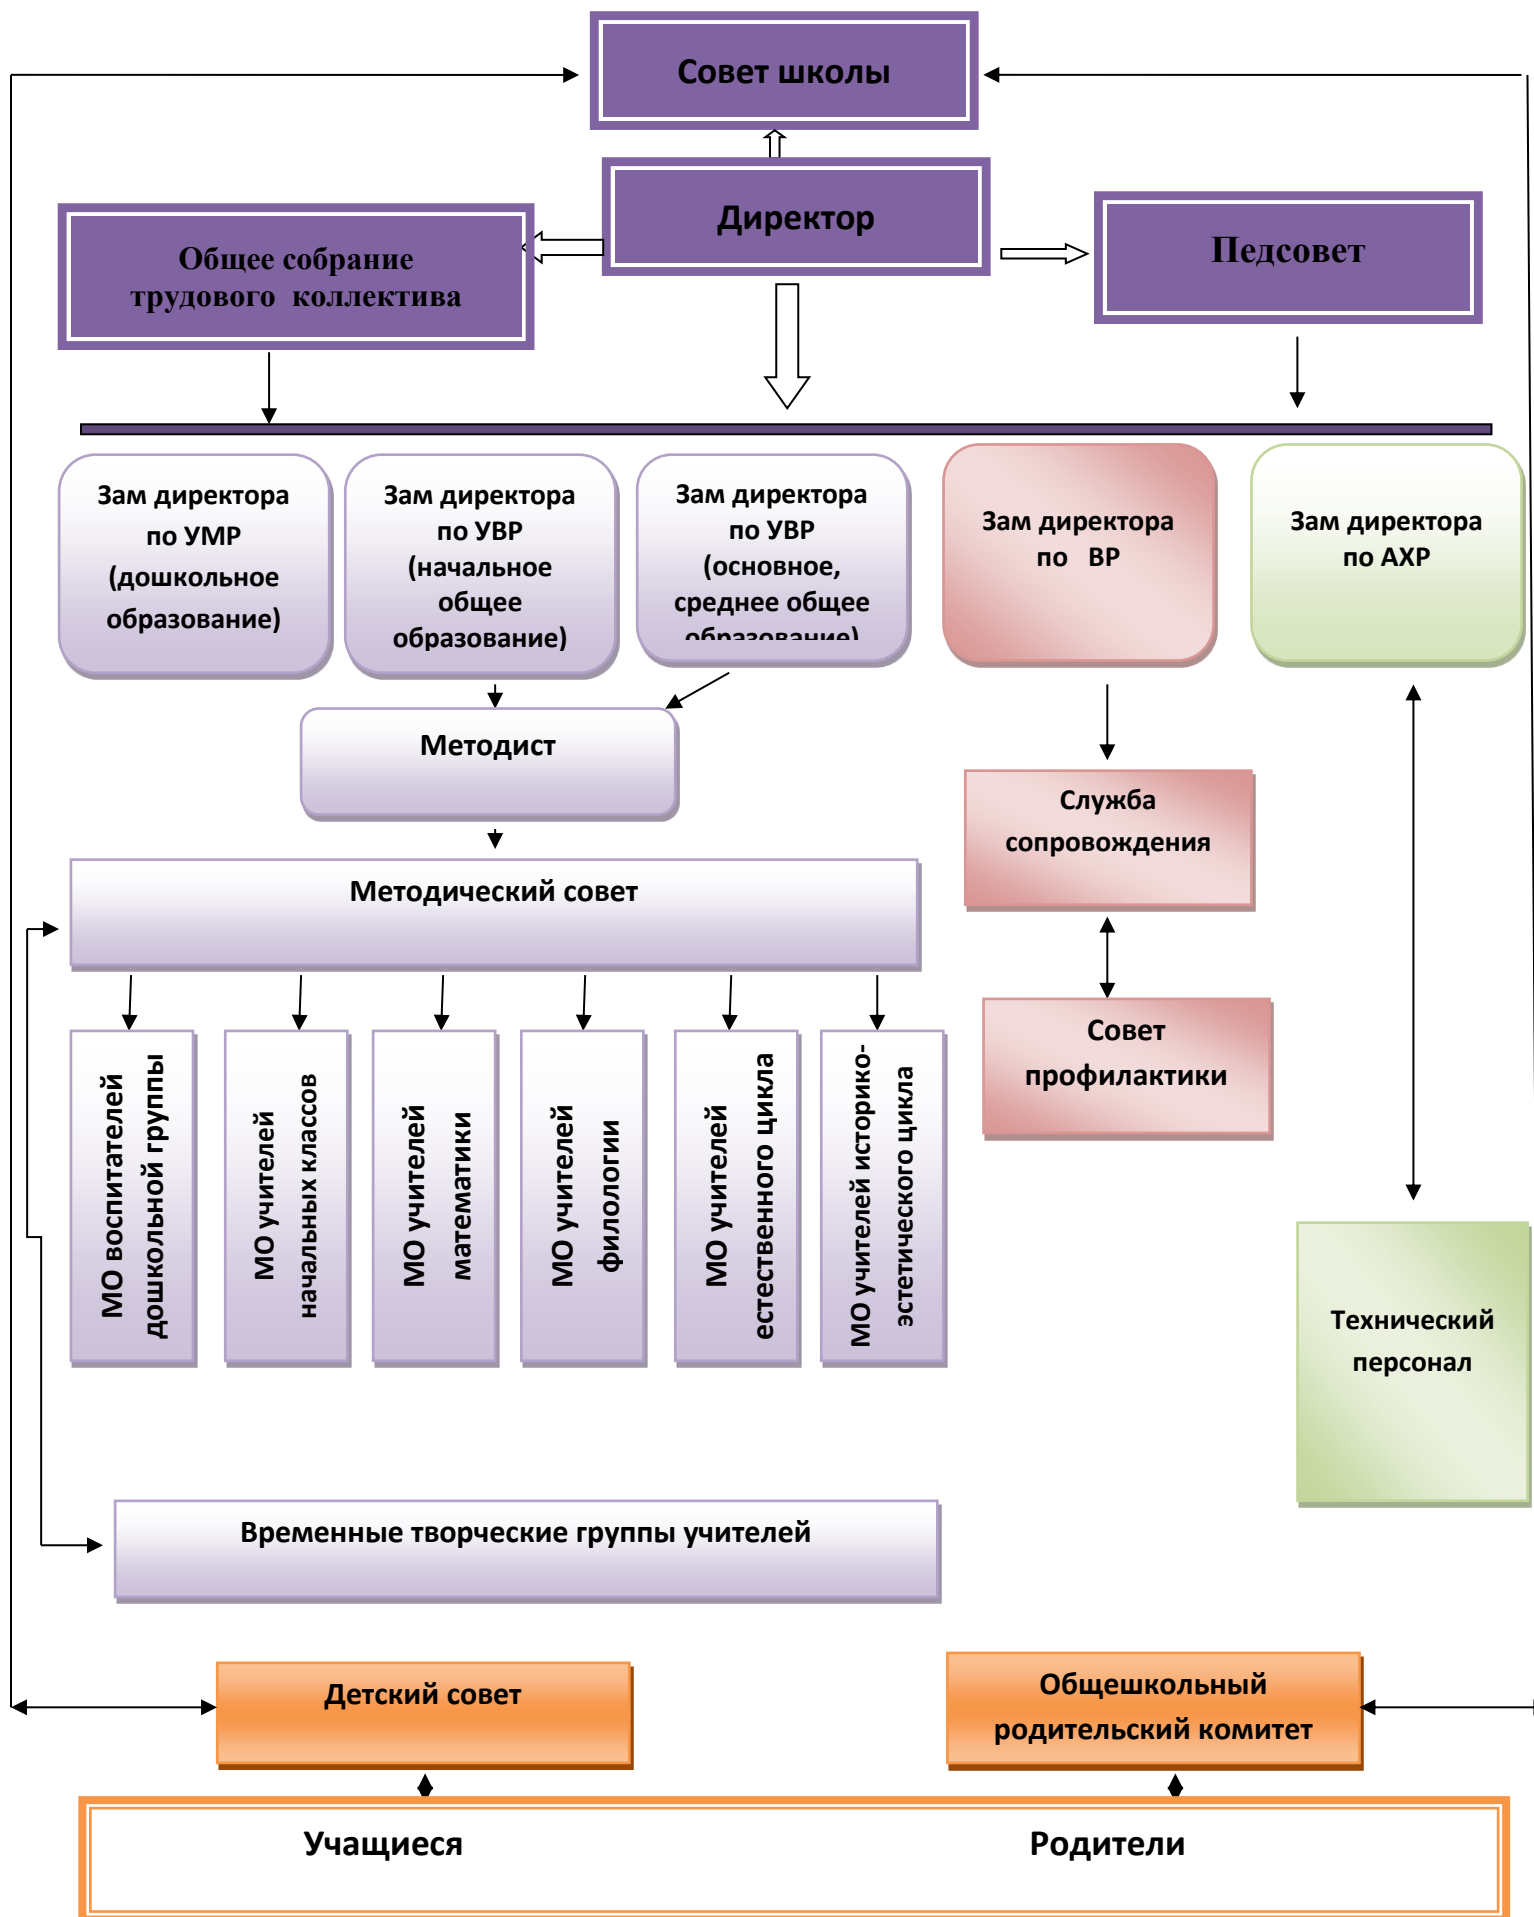 Совет школы
Директор
Общее собрание
трудового  коллектива
Педсовет
Зам директора
по УМР
(дошкольное
образование)
Зам директора
по УВР
(начальное
общее
образование)
Зам директора
по УВР
(основное,
среднее общее
образование)
Зам директора
по   ВР
Зам директора
по АХР
Методист
Служба
сопровождения
Методический совет
Совет
профилактики
МО воспитателей
дошкольной группы
МО учителей
начальных классов
МО учителей
математики
МО учителей
филологии
МО учителей
естественного цикла
МО учителей историко-
эстетического цикла
Технический
персонал
Временные творческие группы учителей
Детский совет
Общешкольный
родительский комитет
Учащиеся
Родители